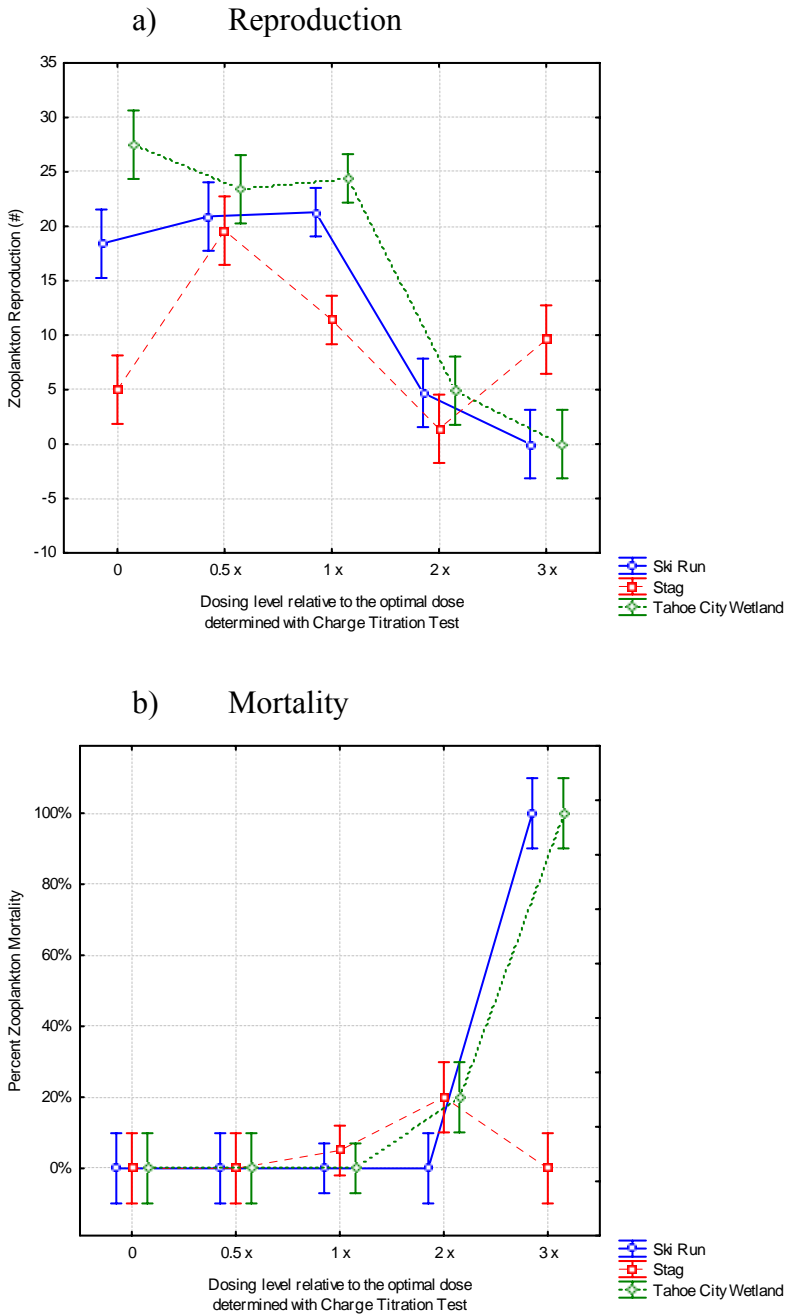 a) Reproduction
35
30
25
20
15
10
5
0
-5
-10
Zooplankton Reproduction (#)
0 0.5 x 1 x 2 x 3 x
Dosing level relative to the optimal dose
determined with Charge Titration Test
Ski Run
Stag
Tahoe City Wetland
b) Mortality
100%
80%
60%
40%
20%
0%
Percent Zooplankton Mortality
0 0.5 x 1 x 2 x 3 x
Dosing level relative to the optimal dose
determined with Charge Titration Test
Ski Run
Stag
Tahoe City Wetland